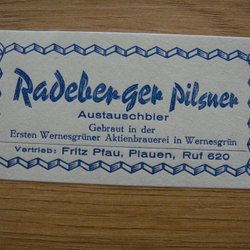 Radeberger Pilsner
Austauschbier
Gebraut in der
Ersten Wernesgrüner Aktienbrauerei in Wernesgrün
Vertrieb: Fritz Pfau, Plauen, Ruf 620